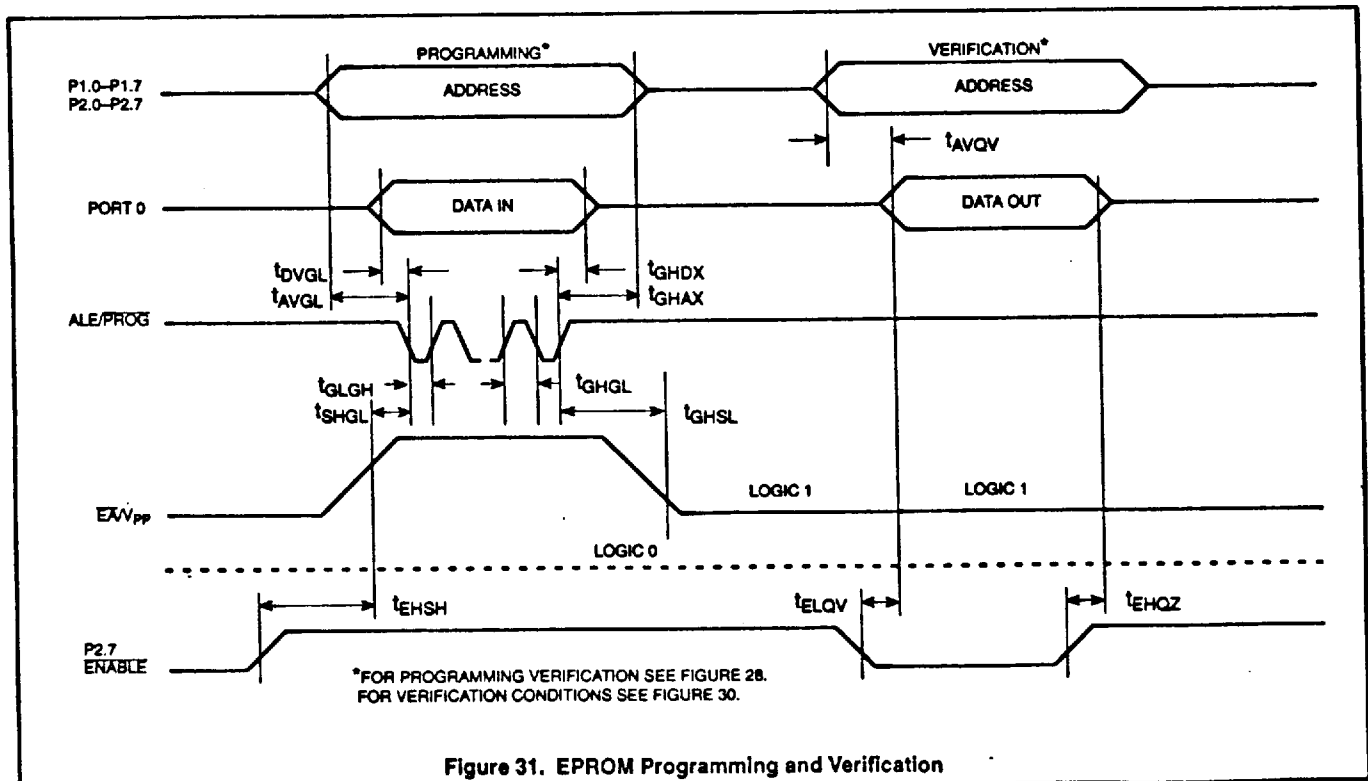 PROGRAMMING*
VERIFICATION*
P1.0–P1.7
P2.0–P2.7
ADDRESS
ADDRESS
tAVQV
PORT 0
DATA IN
DATA OUT
tDVGL
tGHDX
tAVGL
tGHAX
ALE/PROG
tGLGH
tGHGL
tSHGL
tGHSL
LOGIC 1
LOGIC 1
EA/VPP
LOGIC 0
tEHSH
tELQV
tEHQZ
P2.7
ENABLE
*FOR PROGRAMMING VERIFICATION SEE FIGURE 28.
FOR VERIFICATION CONDITIONS SEE FIGURE 30.
Figure 31. EPROM Programming and Verification